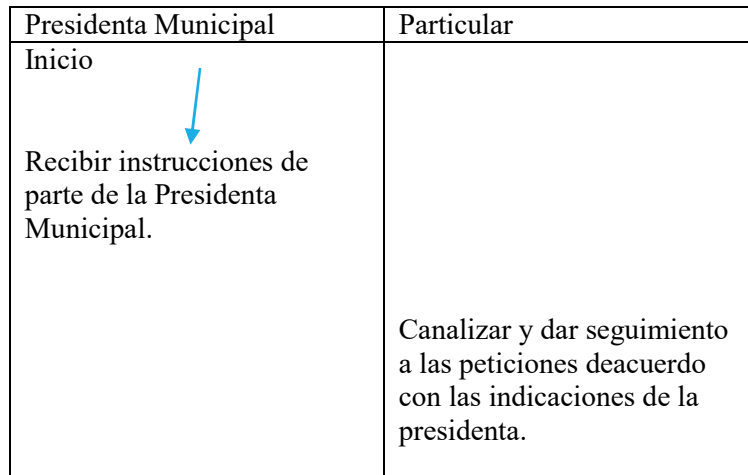 Presidenta Municipal
Particular
Inicio
Recibir instrucciones de
parte de la Presidenta
Municipal.
Canalizar y dar seguimiento
a las peticiones deacuerdo
con las indicaciones de la
presidenta.